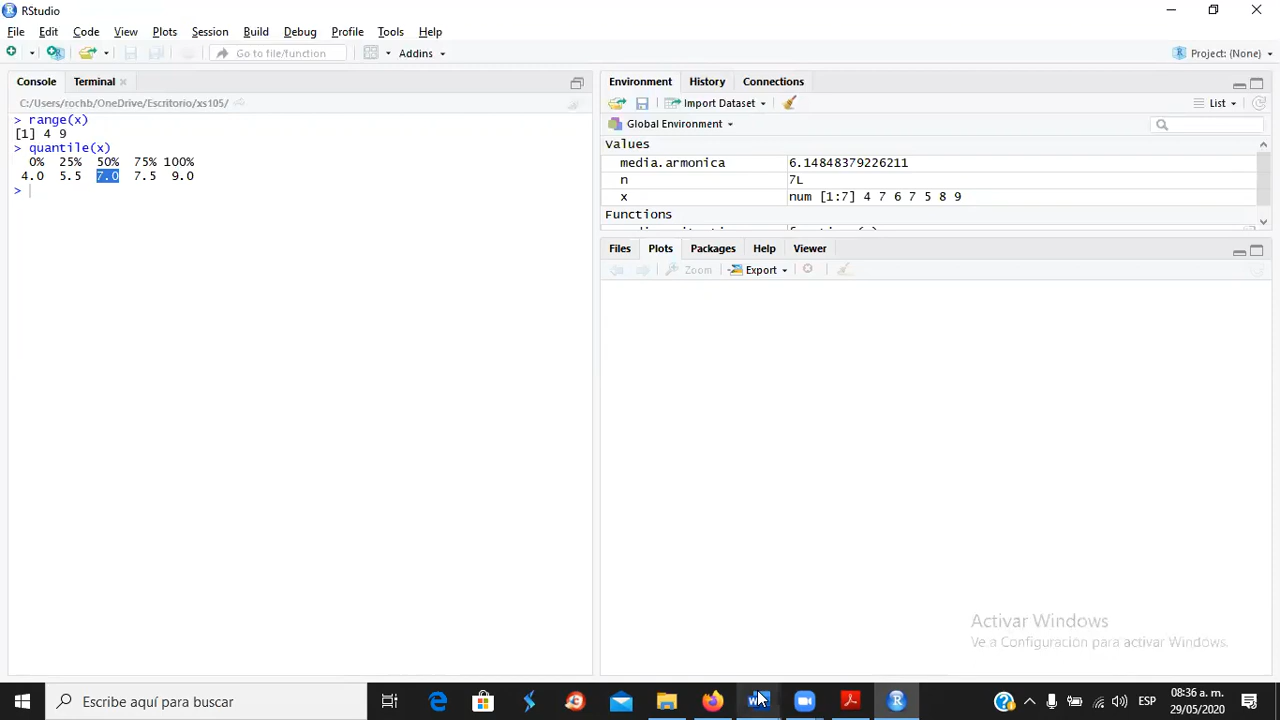 RStudio
File Edit Code View Plots Session Build Debug Profile Tools Help
Go to file/function Addins Project: (None)
Console Terminal
C:/Users/rochb/OneDrive/Escritorio/xs105/
> range(x)
[1] 4 9
> quantile(x)
0% 25% 50% 75% 100%
4.0 5.5 7.0 7.5 9.0
>
Environment History Connections
Import Dataset List
Global Environment
Values
media.armonica 6.14848379226211
n 7L
x num [1:7] 4 7 6 7 5 8 9
Functions
Files Plots Packages Help Viewer
Zoom Export
Activar Windows
Ve a Configuración para activar Windows.
Escribe aquí para buscar
ESP
08:36 a. m.
29/05/2020